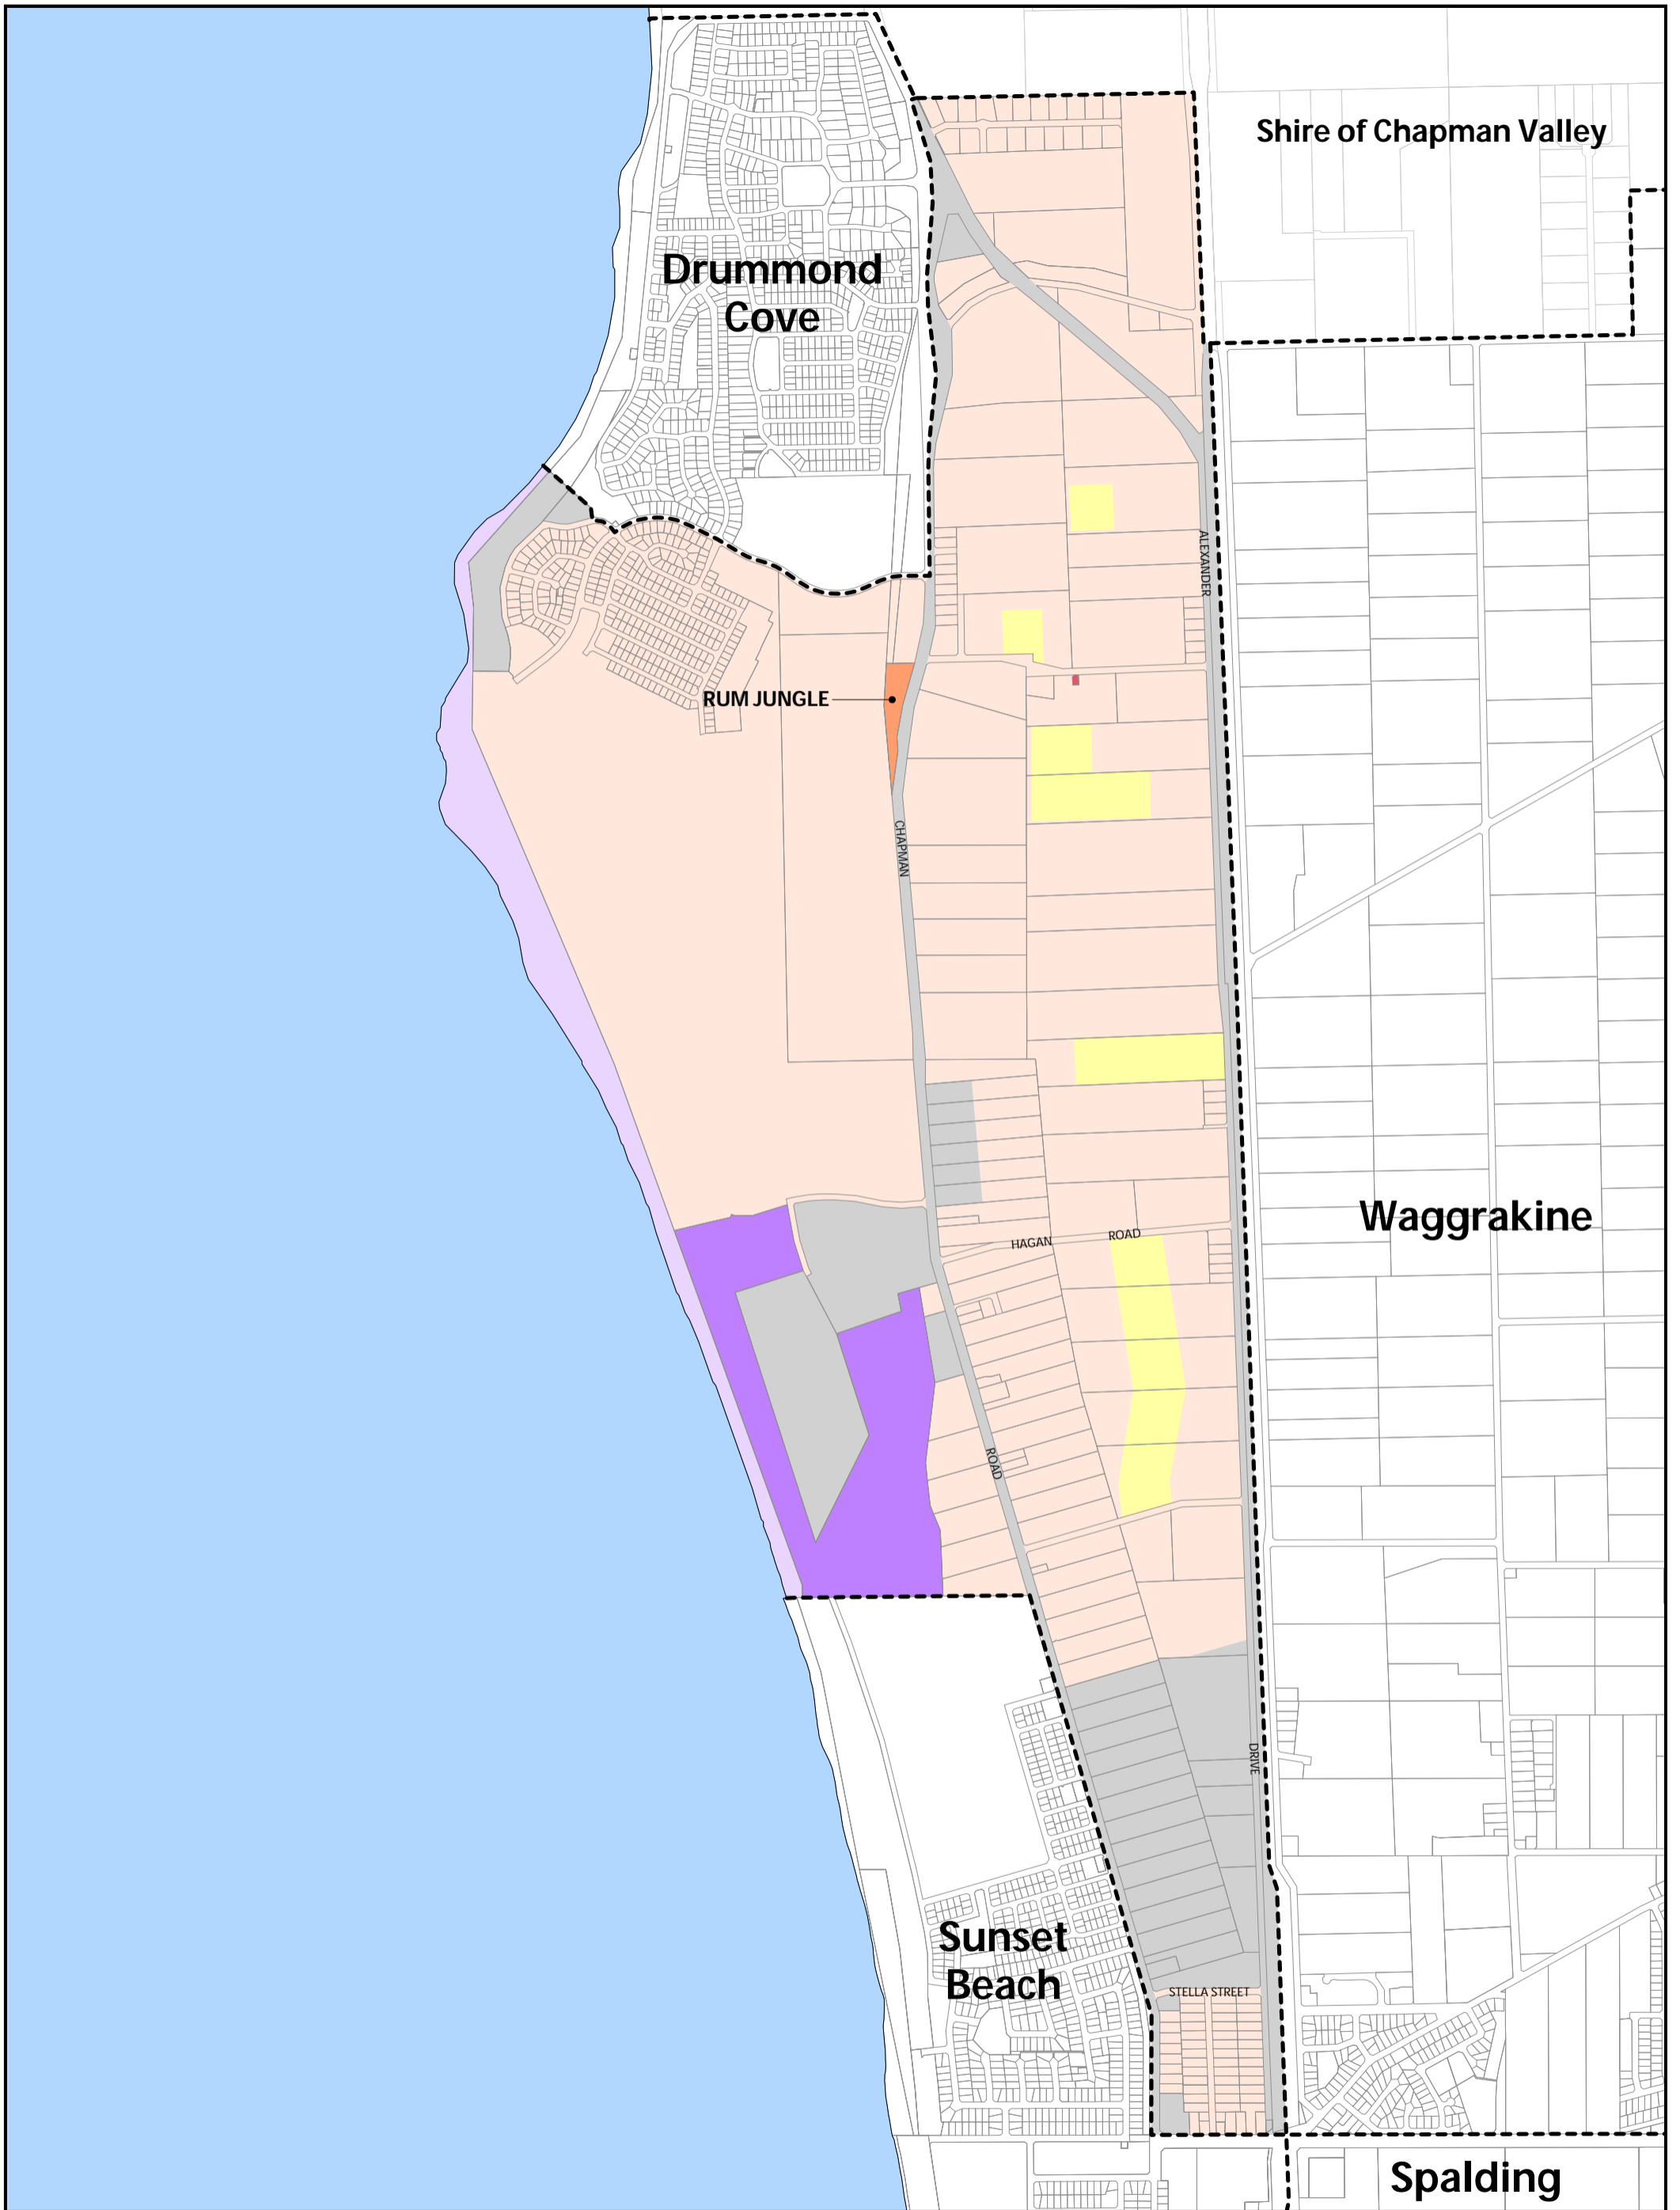 Shire of Chapman Valley
Drummond
Cove
ALEXANDER
RUM JUNGLE
CHAPMAN
Waggrakine
HAGAN
ROAD
ROAD
DRIVE
Sunset
Beach
STELLA STREET
Spalding